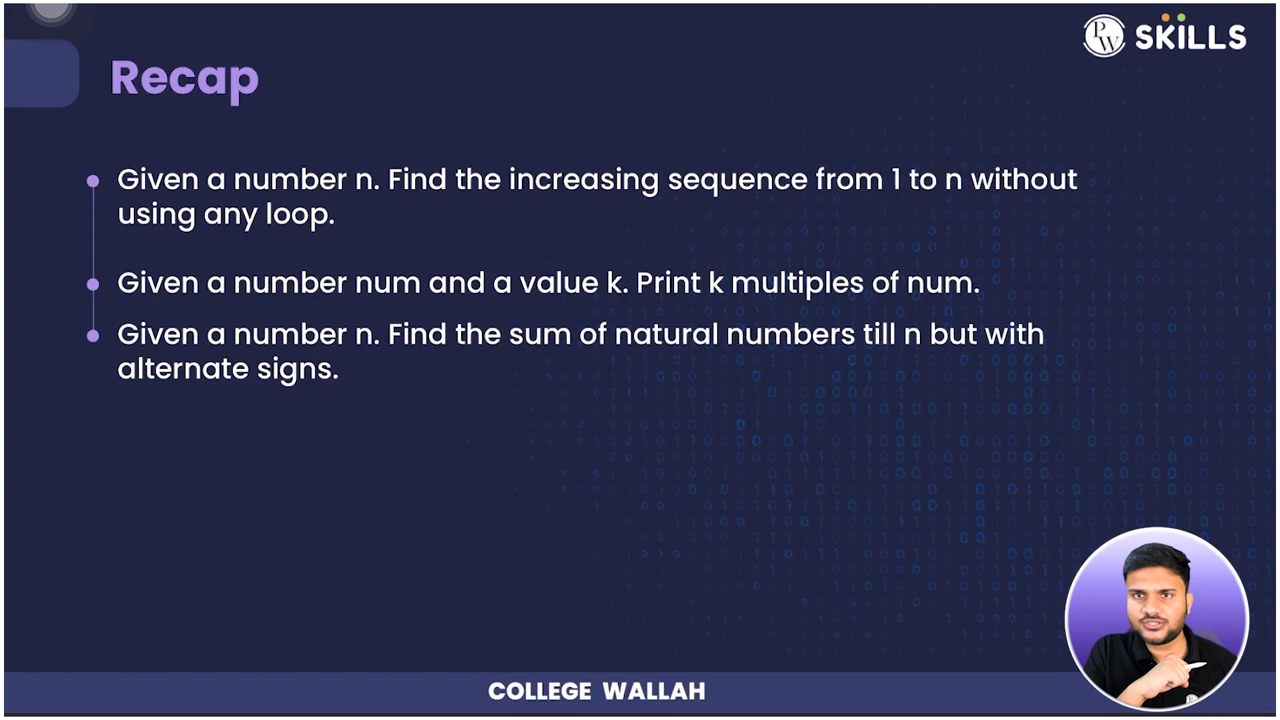 PW SKILLS
Recap
Given a number n. Find the increasing sequence from 1 to n without
using any loop.
Given a number num and a value k. Print k multiples of num.
Given a number n. Find the sum of natural numbers till n but with
alternate signs.
COLLEGE WALLAH